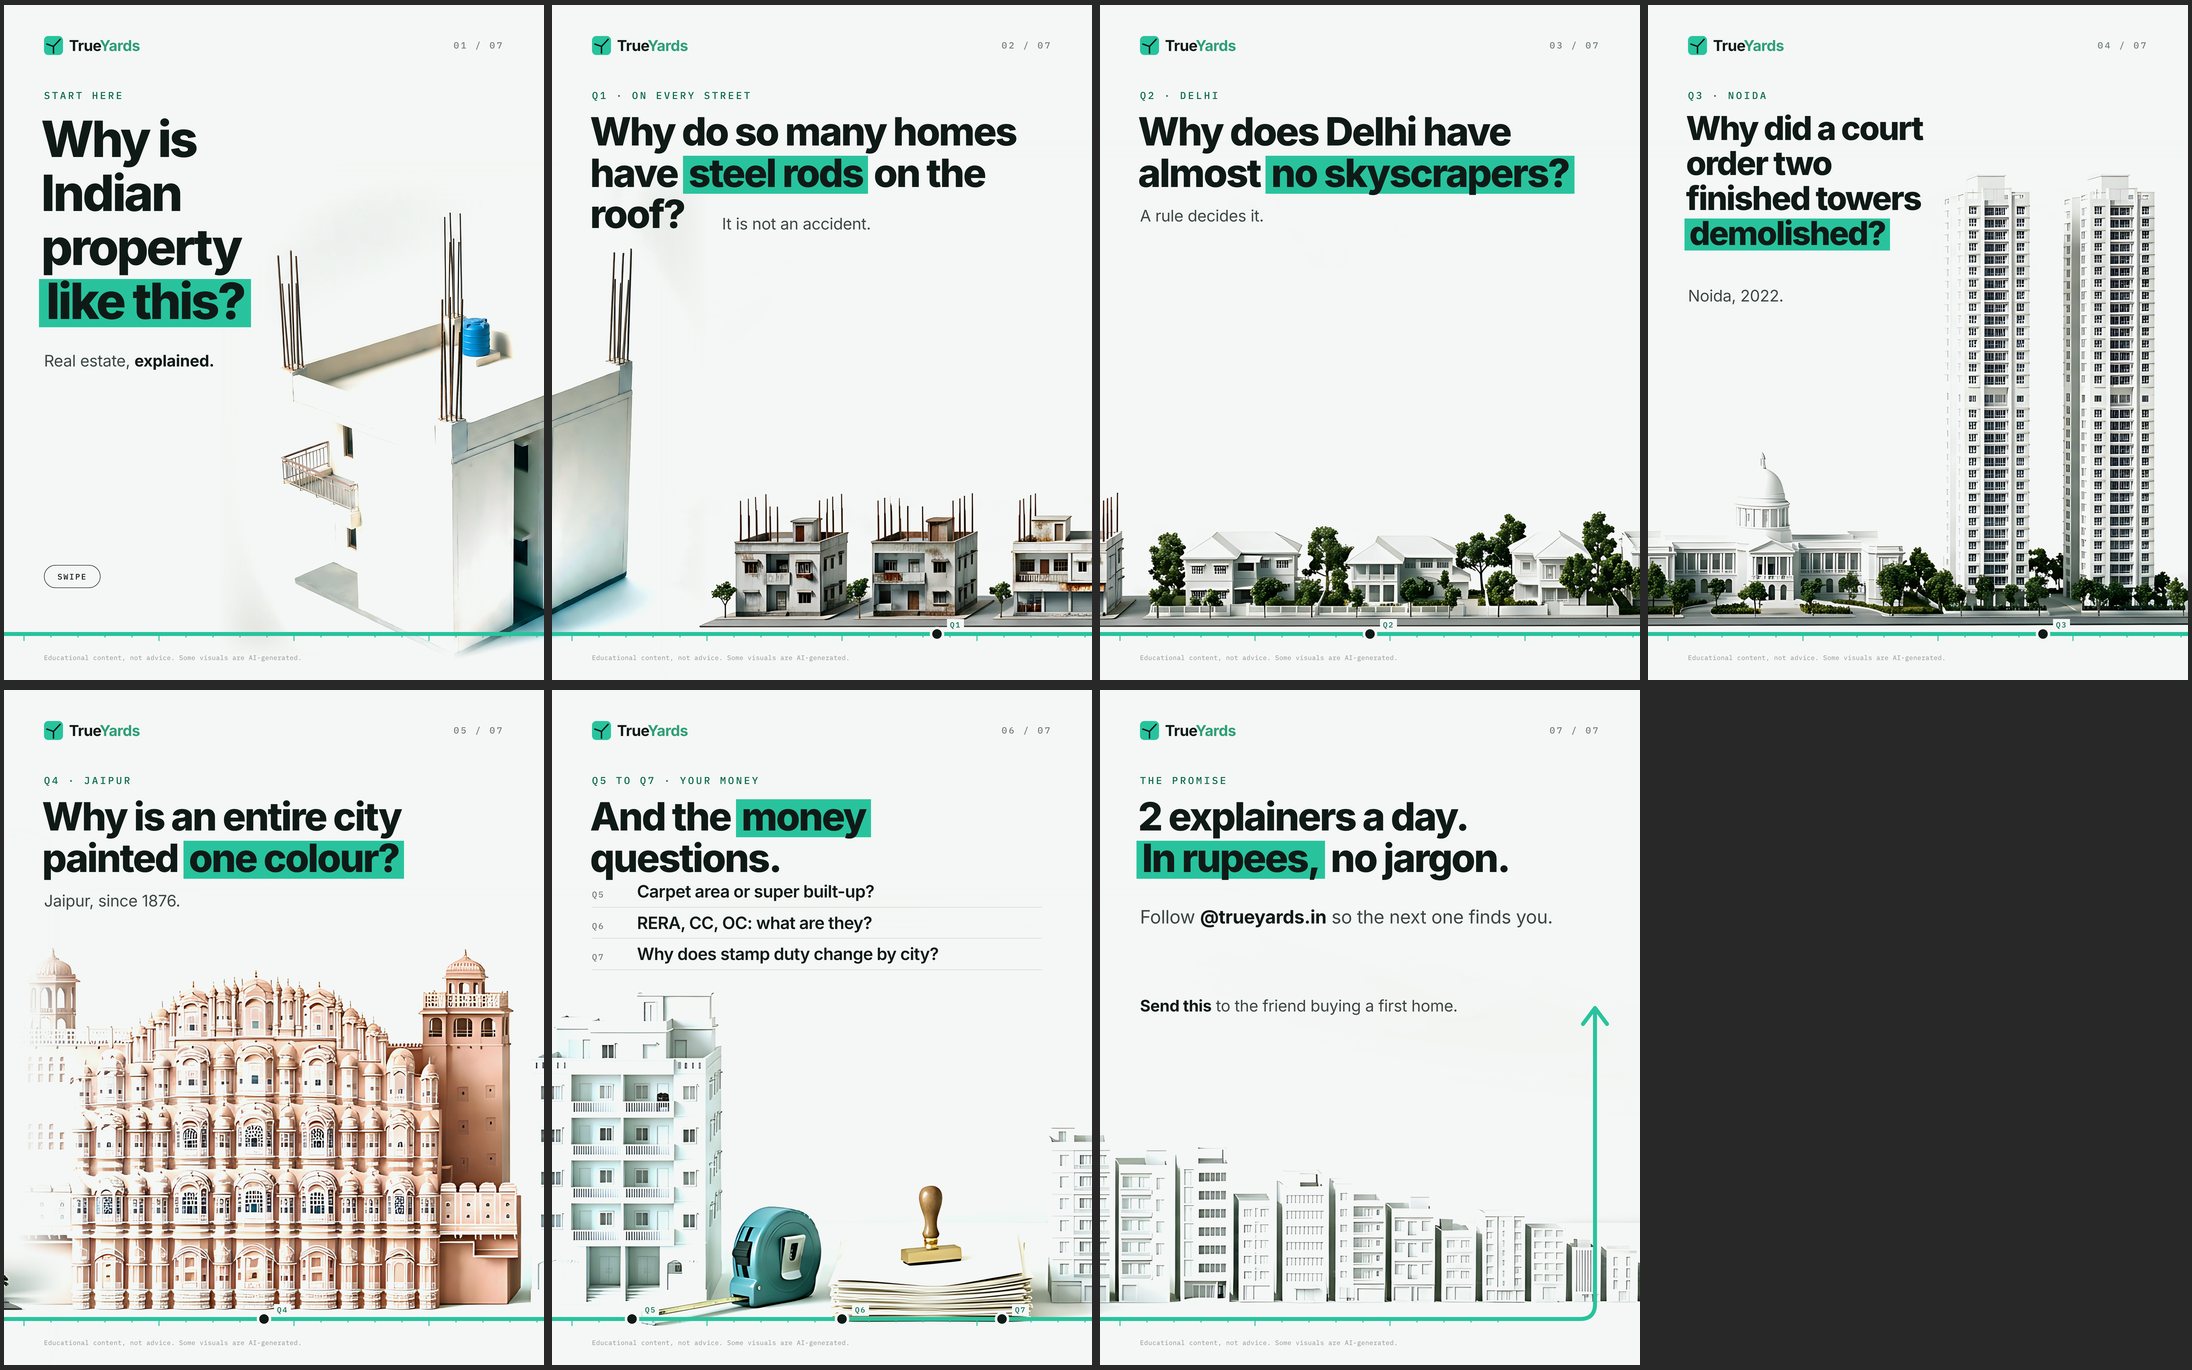 TrueYards
01 / 07
START HERE
Why is
Indian
property
like this?
Real estate, explained.
SWIPE
Educational content, not advice. Some visuals are AI-generated.
TrueYards
02 / 07
Q1 · ON EVERY STREET
Why do so many homes
have steel rods on the
roof?
It is not an accident.
Q1
Educational content, not advice. Some visuals are AI-generated.
TrueYards
03 / 07
Q2 · DELHI
Why does Delhi have
almost no skyscrapers?
A rule decides it.
Q2
Educational content, not advice. Some visuals are AI-generated.
TrueYards
04 / 07
Q3 · NOIDA
Why did a court
order two
finished towers
demolished?
Noida, 2022.
Q3
Educational content, not advice. Some visuals are AI-generated.
TrueYards
05 / 07
Q4 · JAIPUR
Why is an entire city
painted one colour?
Jaipur, since 1876.
Q4
Educational content, not advice. Some visuals are AI-generated.
TrueYards
06 / 07
Q5 TO Q7 · YOUR MONEY
And the money
questions.
Q5 Carpet area or super built-up?
Q6 RERA, CC, OC: what are they?
Q7 Why does stamp duty change by city?
Q5
Q6
Q7
Educational content, not advice. Some visuals are AI-generated.
TrueYards
07 / 07
THE PROMISE
2 explainers a day.
In rupees, no jargon.
Follow @trueyards.in so the next one finds you.
Send this to the friend buying a first home.
Educational content, not advice. Some visuals are AI-generated.